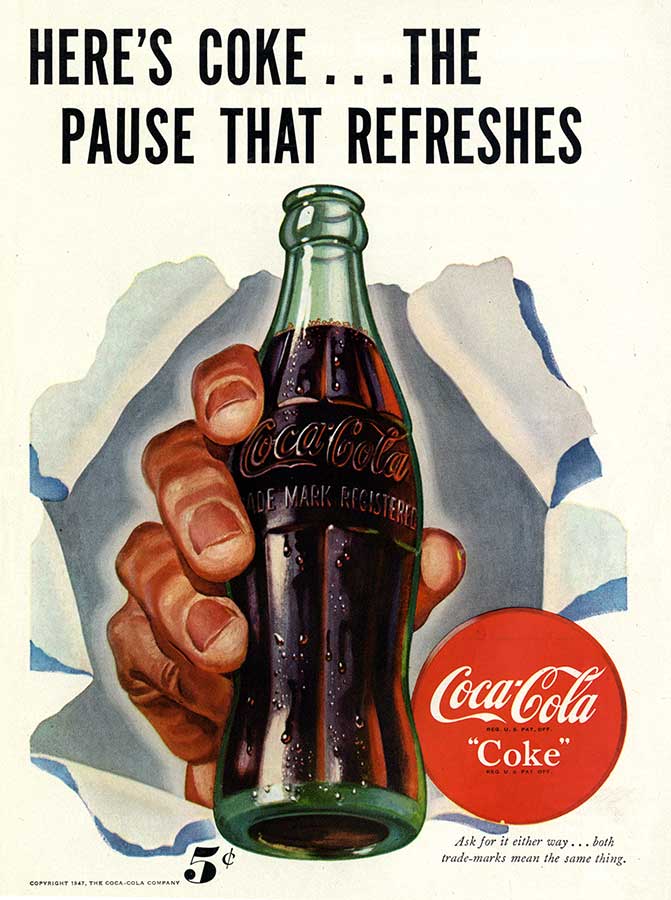 HERE'S COKE . . . THE
PAUSE THAT REFRESHES
Coca-Cola
ADE MARK REGISTERED
Coca-Cola
REG. U. S. PAT. OFF.
"Coke"
REG. U. S. PAT. OFF.
Ask for it either way . . . both
trade-marks mean the same thing.
5¢
COPYRIGHT 1947, THE COCA-COLA COMPANY